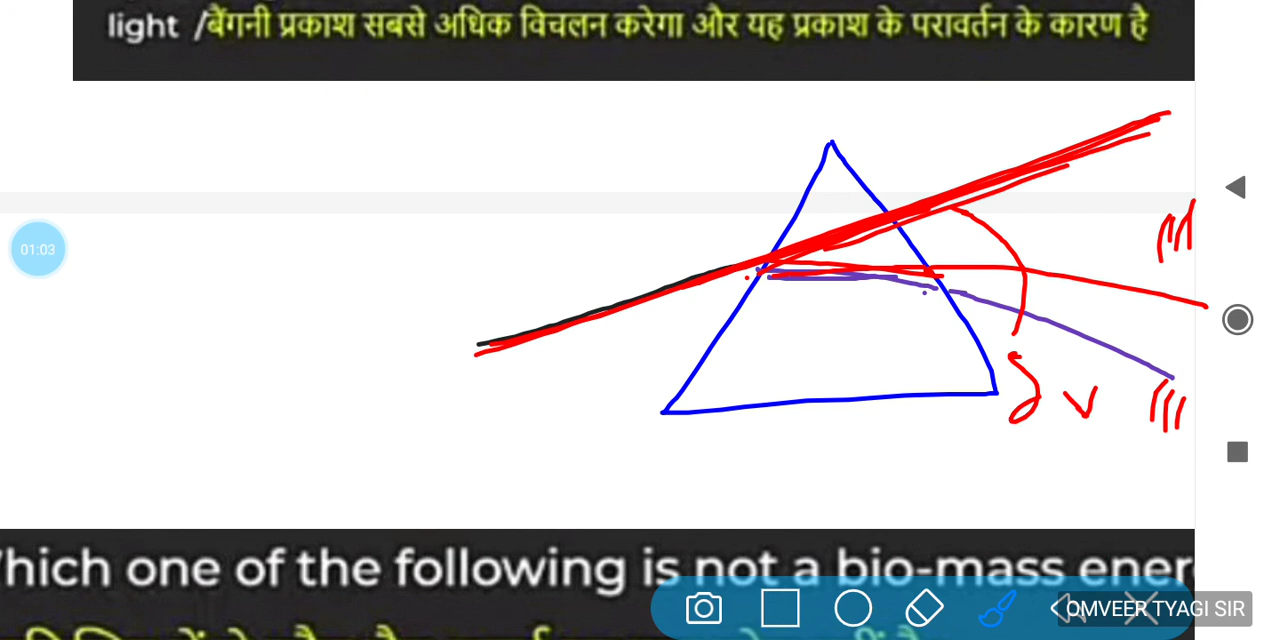 light /बैंगनी प्रकाश सबसे अधिक विचलन करेगा और यह प्रकाश के परावर्तन के कारण है
01:03
V
hich one of the following is not a bio-mass ener
OMVEER TYAGI SIR